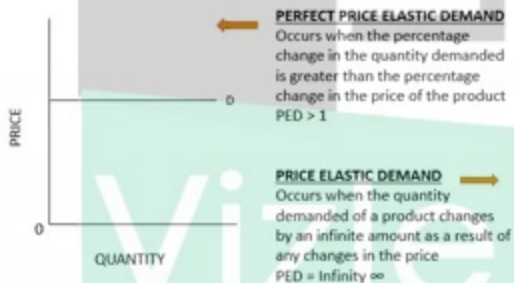 PERFECT PRICE ELASTIC DEMAND
Occurs when the percentage
change in the quantity demanded
is greater than the percentage
change in the price of the product
PED > 1
D
PRICE
PRICE ELASTIC DEMAND
Occurs when the quantity
demanded of a product changes
by an infinite amount as a result of
any changes in the price
PED = Infinity ∞
0
QUANTITY
Vizle